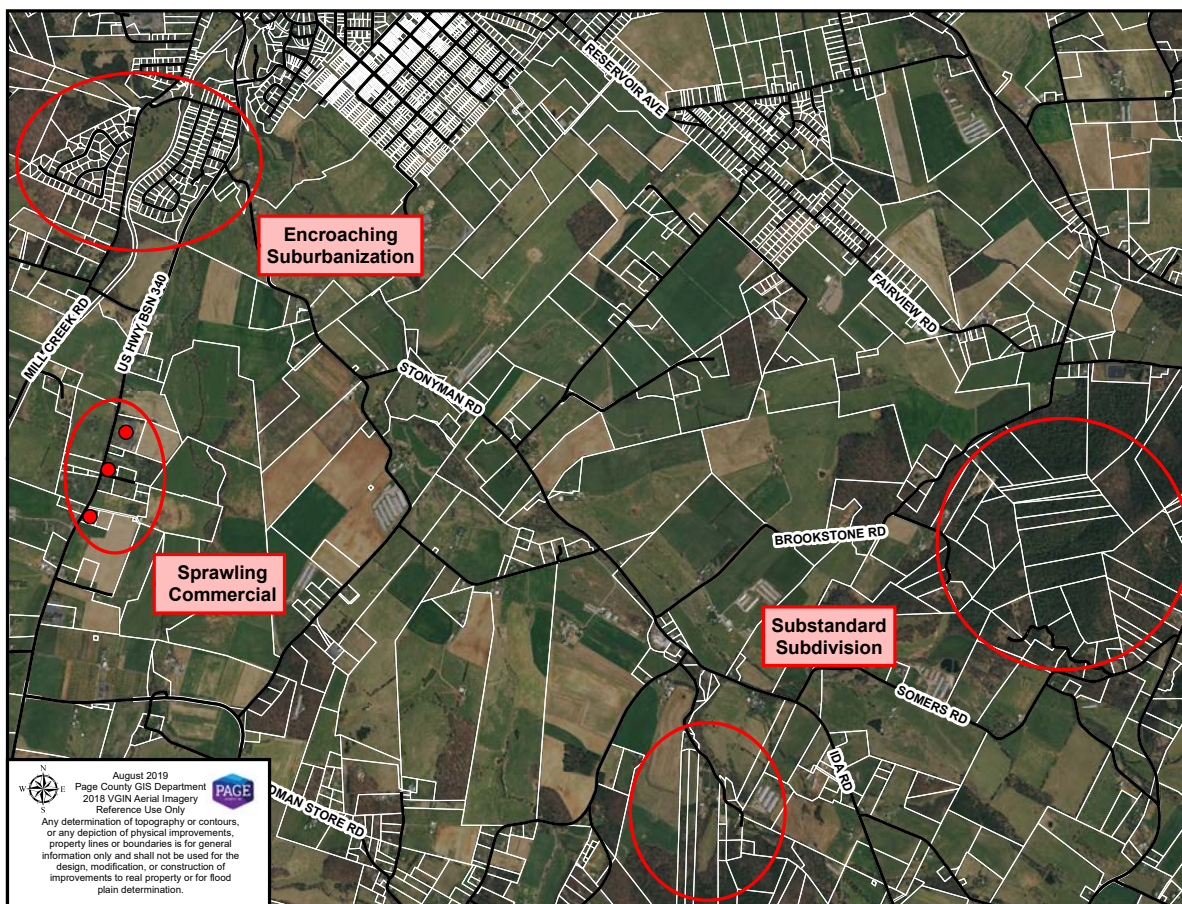 RESERVOIR AVE
Encroaching
Suburbanization
MILL CREEK RD
US HWY/BSN 340
FAIRVIEW RD
STONYMAN RD
BROOKSTONE RD
Sprawling
Commercial
Substandard
Subdivision
SOMERS RD
IDA RD
DMAN STORE RD
N
W
E
S
August 2019
Page County GIS Department
2018 VGIN Aerial Imagery
Reference Use Only
Any determination of topography or contours,
or any depiction of physical improvements,
property lines or boundaries is for general
information only and shall not be used for the
design, modification, or construction of
improvements to real property or for flood
plain determination.
PAGE